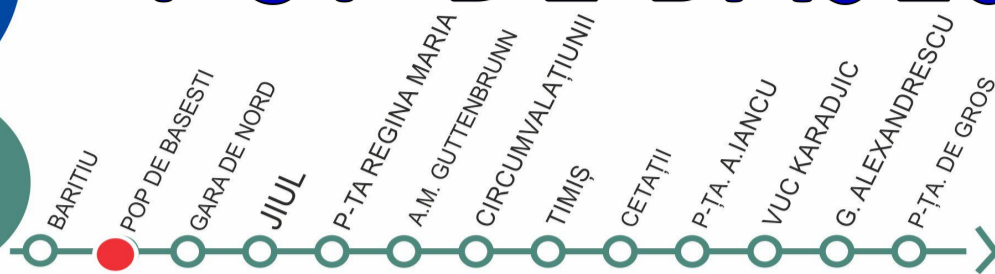 BARITIU
POP DE BASESTI
GARA DE NORD
JIUL
P-TA REGINA MARIA
A.M. GUTTENBRUNN
CIRCUMVALAȚIUNII
TIMIȘ
CETAȚII
P-ȚA. A.IANCU
VUC KARADJIC
G. ALEXANDRESCU
P-ȚA. DE GROS